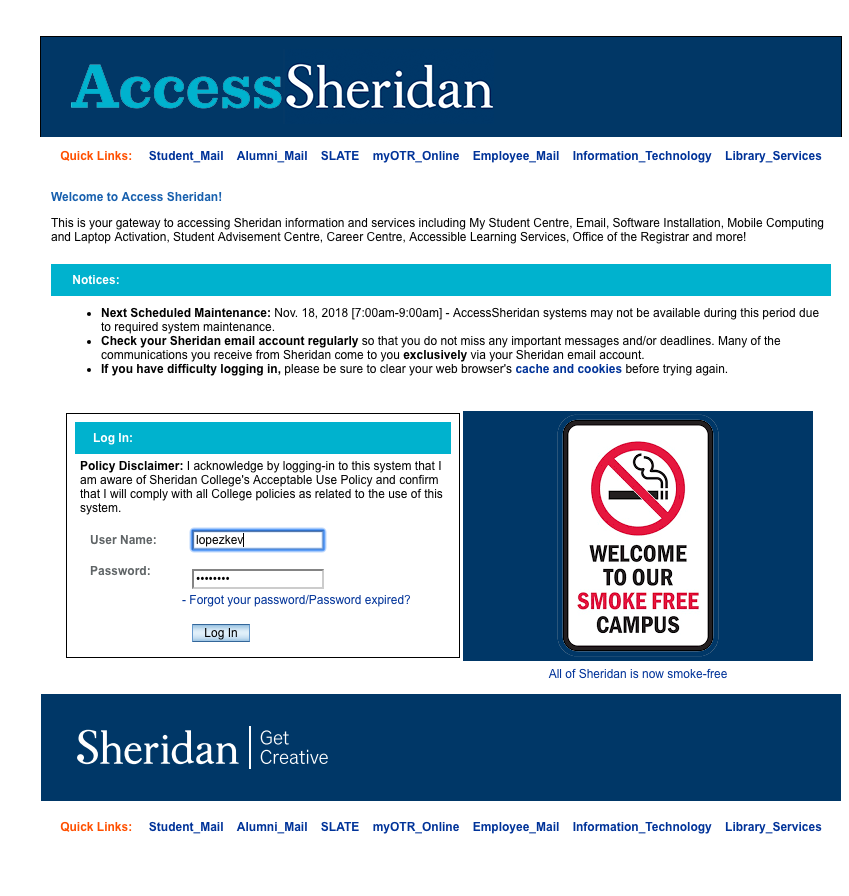 AccessSheridan
Quick Links: Student_Mail Alumni_Mail SLATE myOTR_Online Employee_Mail Information_Technology Library_Services
Welcome to Access Sheridan!
This is your gateway to accessing Sheridan information and services including My Student Centre, Email, Software Installation, Mobile Computing
and Laptop Activation, Student Advisement Centre, Career Centre, Accessible Learning Services, Office of the Registrar and more!
Notices:
• Next Scheduled Maintenance: Nov. 18, 2018 [7:00am-9:00am] - AccessSheridan systems may not be available during this period due
to required system maintenance.
• Check your Sheridan email account regularly so that you do not miss any important messages and/or deadlines. Many of the
communications you receive from Sheridan come to you exclusively via your Sheridan email account.
• If you have difficulty logging in, please be sure to clear your web browser's cache and cookies before trying again.
Log In:
Policy Disclaimer: I acknowledge by logging-in to this system that I
am aware of Sheridan College's Acceptable Use Policy and confirm
that I will comply with all College policies as related to the use of this
system.
User Name: lopezkev
Password: ••••••••
- Forgot your password/Password expired?
Log In
WELCOME
TO OUR
SMOKE FREE
CAMPUS
All of Sheridan is now smoke-free
Sheridan | Get
Creative
Quick Links: Student_Mail Alumni_Mail SLATE myOTR_Online Employee_Mail Information_Technology Library_Services